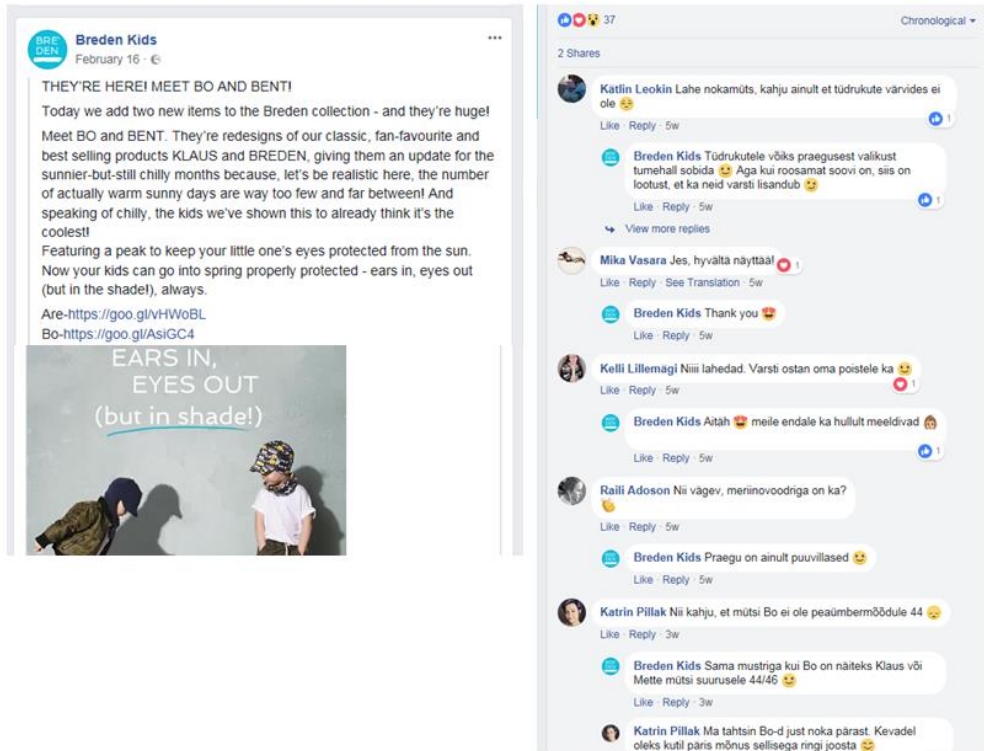 BRE
DEN
Breden Kids
February 16 ·
THEY'RE HERE! MEET BO AND BENT!
Today we add two new items to the Breden collection - and they're huge!
Meet BO and BENT. They're redesigns of our classic, fan-favourite and
best selling products KLAUS and BREDEN, giving them an update for the
sunnier-but-still chilly months because, let's be realistic here, the number
of actually warm sunny days are way too few and far between! And
speaking of chilly, the kids we've shown this to already think it's the
coolest!
Featuring a peak to keep your little one's eyes protected from the sun.
Now your kids can go into spring properly protected - ears in, eyes out
(but in the shade!), always.
Are-https://goo.gl/vHWoBL
Bo-https://goo.gl/AsiGC4
EARS IN,
EYES OUT
(but in shade!)
37
Chronological
2 Shares
Katlin Leokin Lahe nokamüts, kahju ainult et tüdrukute värvides ei
ole
1
Like · Reply · 5w
Breden Kids Tüdrukutele võiks praegusest valikust
tumehall sobida Aga kui roosamat soovi on, siis on
lootust, et ka neid varsti lisandub
1
Like · Reply · 5w
View more replies
Mika Vasara Jes, hyvältä näyttää! 1
Like · Reply · See Translation · 5w
Breden Kids Thank you
Like · Reply · 5w
Kelli Lillemägi Niiii lahedad. Varsti ostan oma poistele ka
1
Like · Reply · 5w
Breden Kids Aitäh meile endale ka hullult meeldivad
1
Like · Reply · 5w
Raili Adoson Nii vägev, meriinovoodriga on ka?
Like · Reply · 5w
Breden Kids Praegu on ainult puuvillased
Like · Reply · 5w
Katrin Pillak Nii kahju, et mütsi Bo ei ole peaümbermõõdule 44
Like · Reply · 3w
Breden Kids Sama mustriga kui Bo on näiteks Klaus või
Mette mütsi suurusele 44/46
Like · Reply · 3w
Katrin Pillak Ma tahtsin Bo-d just noka pärast. Kevadel
oleks kutil päris mõnus sellisega ringi joosta